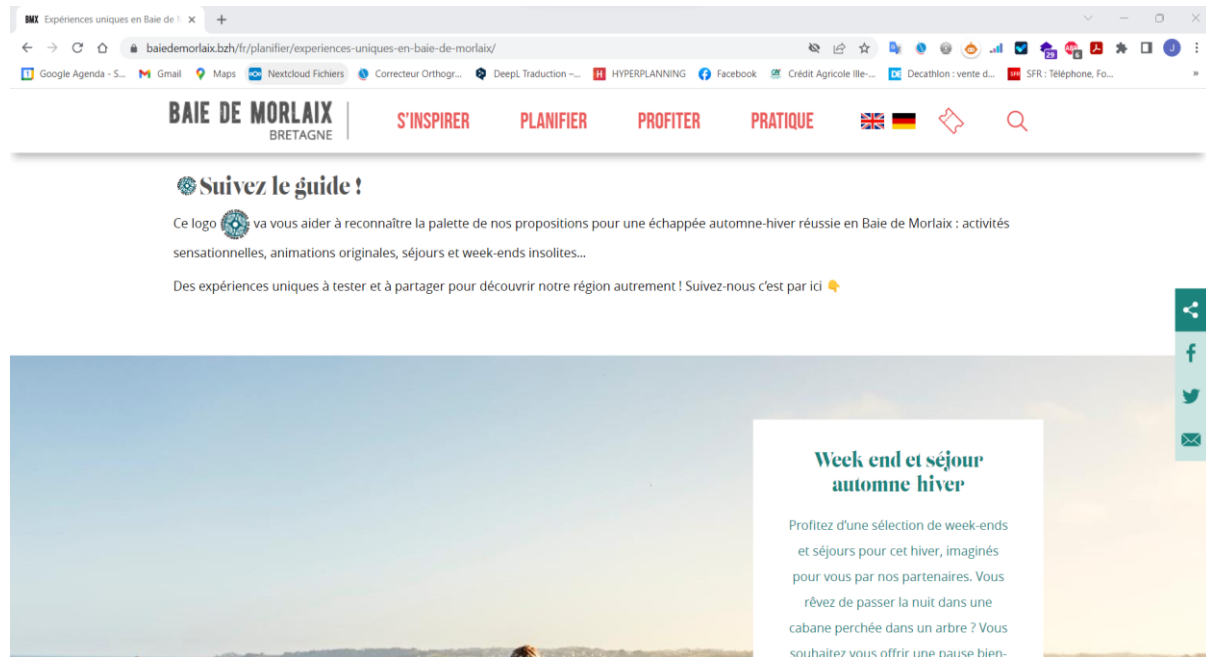 BMX Expériences uniques en Baie de
baiedemorlaix.bzh/fr/planifier/experiences-uniques-en-baie-de-morlaix/
Google Agenda - S... Gmail Maps Nextcloud Fichiers Correcteur Orthogr... DeepL Traduction –... HYPERPLANNING Facebook Crédit Agricole Ille-... Decathlon : vente d... SFR : Téléphone, Fo...
BAIE DE MORLAIX
BRETAGNE
S'INSPIRER PLANIFIER PROFITER PRATIQUE
Suivez le guide !
Ce logo va vous aider à reconnaître la palette de nos propositions pour une échappée automne-hiver réussie en Baie de Morlaix : activités
sensationnelles, animations originales, séjours et week-ends insolites...
Des expériences uniques à tester et à partager pour découvrir notre région autrement ! Suivez-nous c'est par ici 👇
Week end et séjour
automne hiver
Profitez d'une sélection de week-ends
et séjours pour cet hiver, imaginés
pour vous par nos partenaires. Vous
rêvez de passer la nuit dans une
cabane perchée dans un arbre ? Vous
souhaitez vous offrir une pause bien-